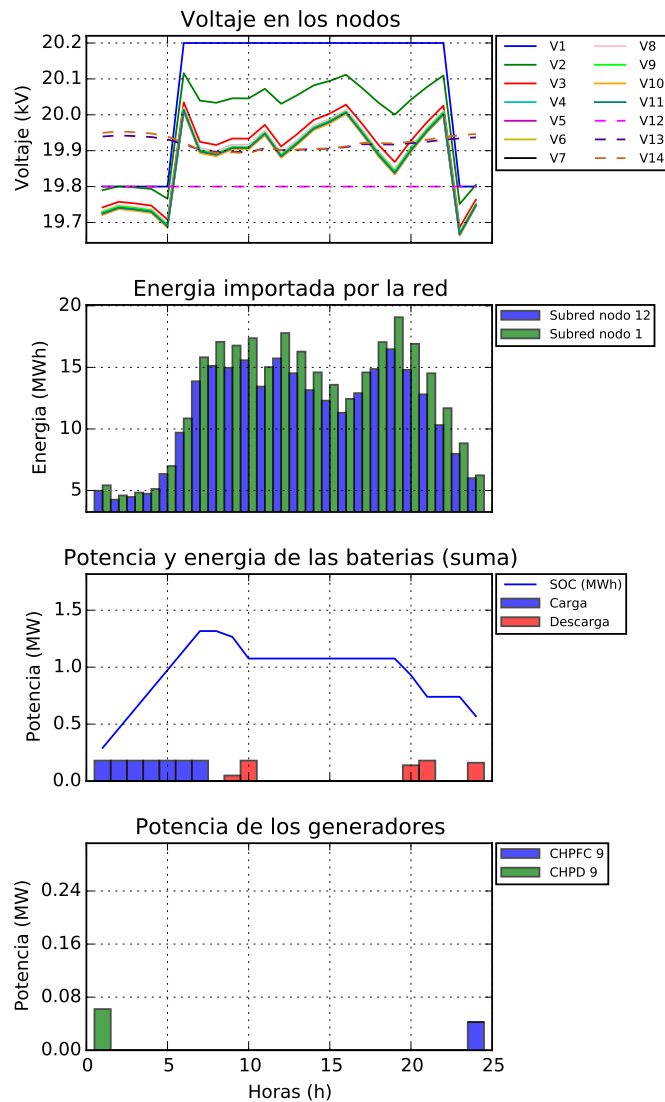 Voltaje en los nodos
20.2
20.1
20.0
19.9
19.8
19.7
Voltaje (kV)
V1
V2
V3
V4
V5
V6
V7
V8
V9
V10
V11
V12
V13
V14
Energia importada por la red
20
15
10
5
Energia (MWh)
Subred nodo 12
Subred nodo 1
Potencia y energia de las baterias (suma)
1.5
1.0
0.5
0.0
Potencia (MW)
SOC (MWh)
Carga
Descarga
Potencia de los generadores
0.24
0.16
0.08
0.00
Potencia (MW)
CHPFC 9
CHPD 9
0
5
10
15
20
25
Horas (h)